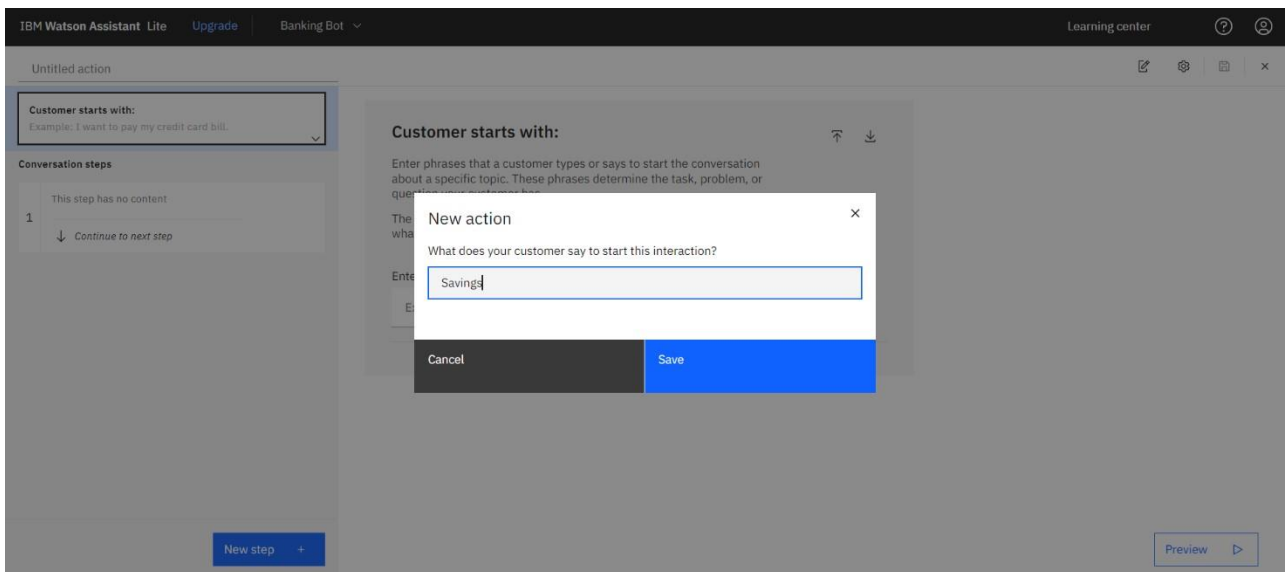 IBM Watson Assistant Lite Upgrade Banking Bot Learning center
Untitled action
Customer starts with:
Example: I want to pay my credit card bill.
Conversation steps
1
This step has no content
Continue to next step
New step +
Customer starts with:
Enter phrases that a customer types or says to start the conversation
about a specific topic. These phrases determine the task, problem, or
question your customer has.
The
wha
Ente
New action
What does your customer say to start this interaction?
Savings
Cancel Save
Preview